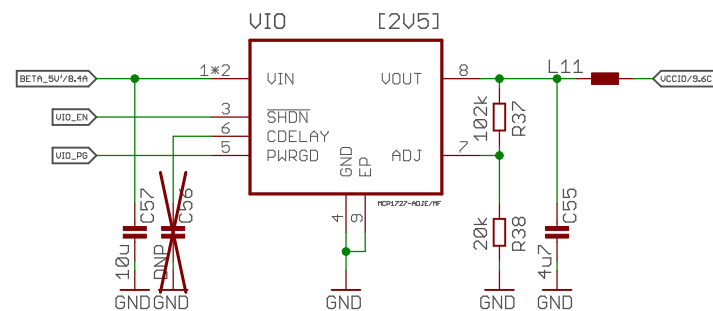 VIO [2V5]
BETA_5V'/8.4A 1*2 VIN VOUT 8 L11 VCCIO/9.6C
VIO_EN 3 SHDN 102k R37
6 CDELAY
VIO_PG 5 PWRGD GND EP ADJ 7
MCP1727-ADJE/MF
4 9
10u C57 DNP C56 20k R38 4u7 C55
GND GND GND GND GND